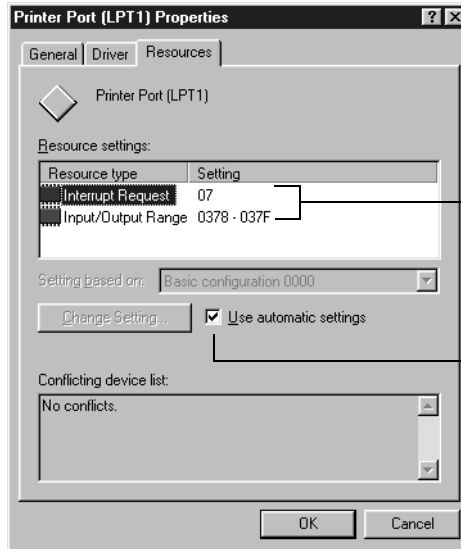 Printer Port (LPT1) Properties
General Driver Resources
Printer Port (LPT1)
Resource settings:
Resource type Setting
Interrupt Request 07
Input/Output Range 0378 - 037F
Setting based on: Basic configuration 0000
Change Setting... Use automatic settings
Conflicting device list:
No conflicts.
OK Cancel